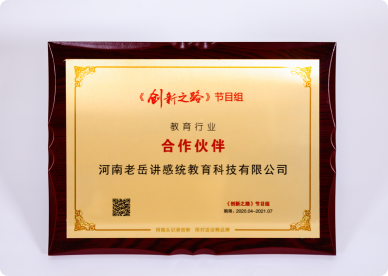 《创新之路》节目组
教育行业
合作伙伴
河南老岳讲感统教育科技有限公司
《创新之路》节目组
期限：2020.04-2021.07